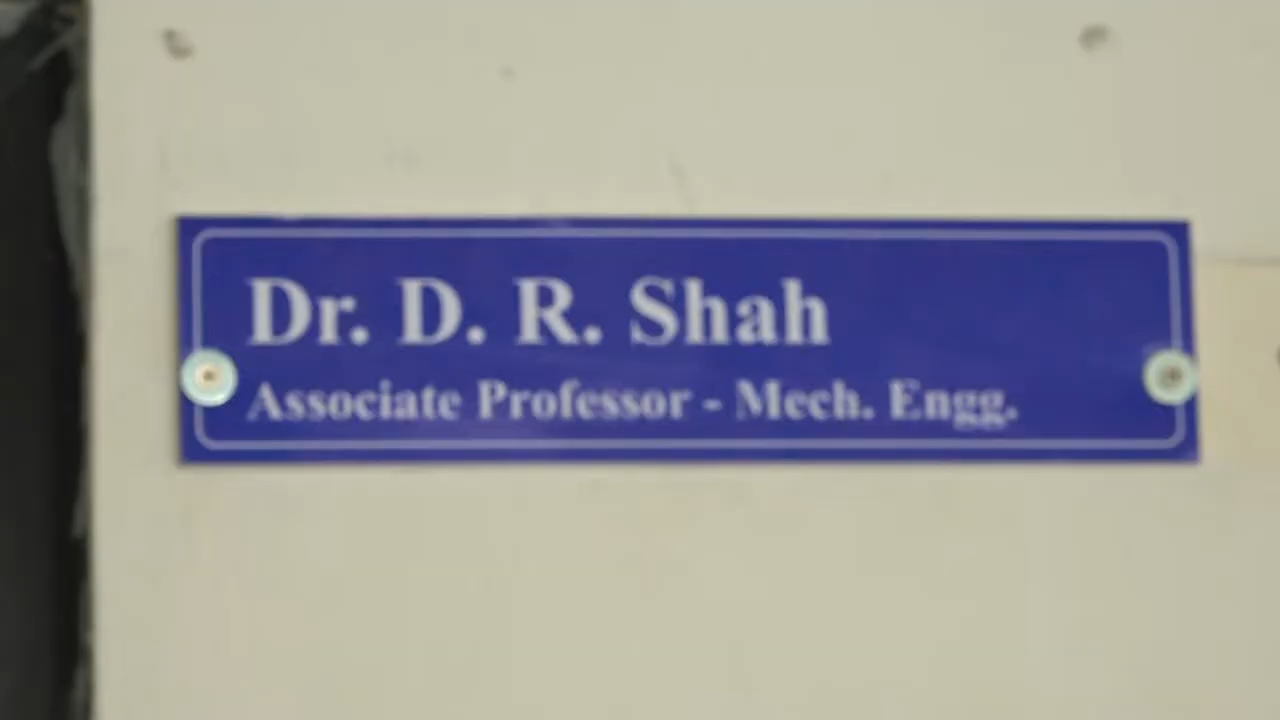 Dr. D. R. Shah
Associate Professor - Mech. Engg.